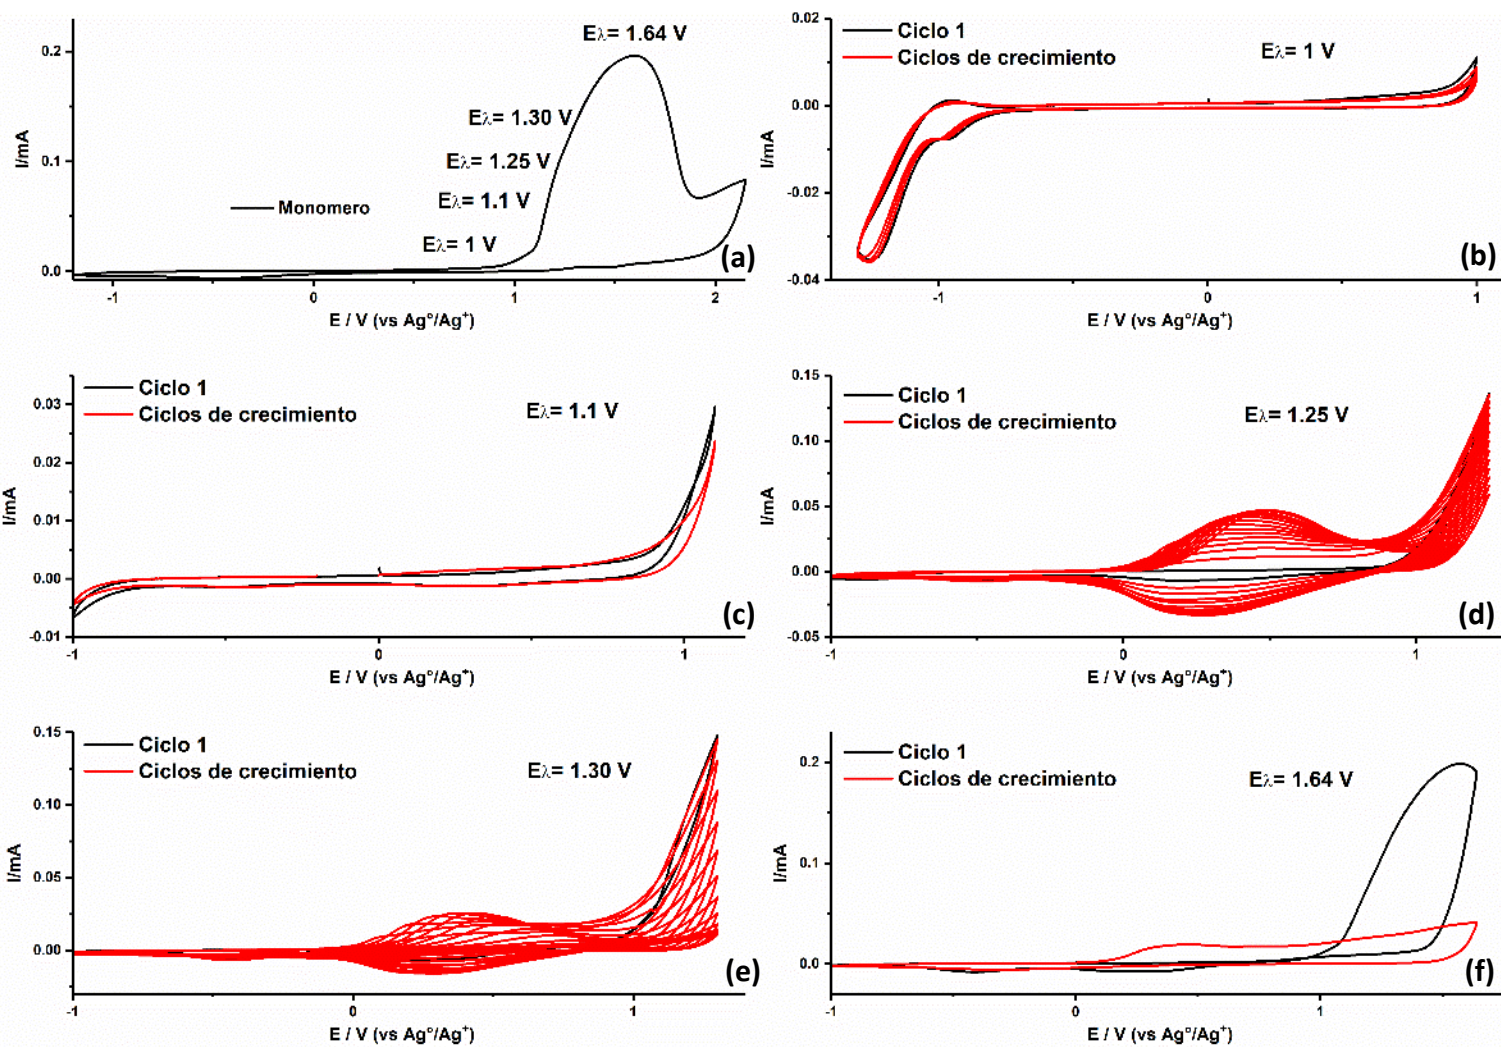 Eλ= 1.64 V
0.2
Eλ= 1.30 V
Eλ= 1.25 V
0.1
Eλ= 1.1 V
Monomero
Eλ= 1 V
0.0
(a)
-1 0 1 2
I/mA
E / V (vs Ag°/Ag⁺)
0.02
Ciclo 1
Ciclos de crecimiento
Eλ= 1 V
0.00
-0.02
-0.04
(b)
-1 0 1
I/mA
E / V (vs Ag°/Ag⁺)
Ciclo 1
Ciclos de crecimiento
Eλ= 1.1 V
0.03
0.02
0.01
0.00
-0.01
(c)
-1 0 1
I/mA
E / V (vs Ag°/Ag⁺)
0.15
Ciclo 1
Ciclos de crecimiento
Eλ= 1.25 V
0.10
0.05
0.00
-0.05
(d)
-1 0 1
I/mA
E / V (vs Ag°/Ag⁺)
0.15
Ciclo 1
Ciclos de crecimiento
Eλ= 1.30 V
0.10
0.05
0.00
(e)
-1 0 1
I/mA
E / V (vs Ag°/Ag⁺)
Ciclo 1
Ciclos de crecimiento
Eλ= 1.64 V
0.2
0.1
0.0
(f)
-1 0 1
I/mA
E / V (vs Ag°/Ag⁺)